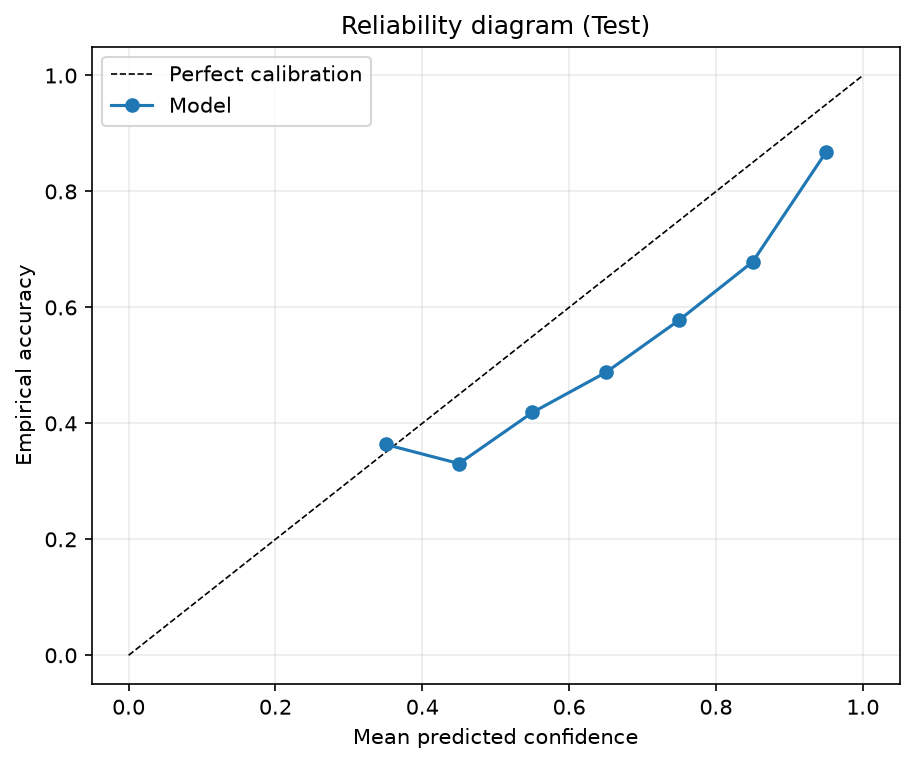 Reliability diagram (Test)
Perfect calibration
Model
Empirical accuracy
1.0
0.8
0.6
0.4
0.2
0.0
0.0 0.2 0.4 0.6 0.8 1.0
Mean predicted confidence